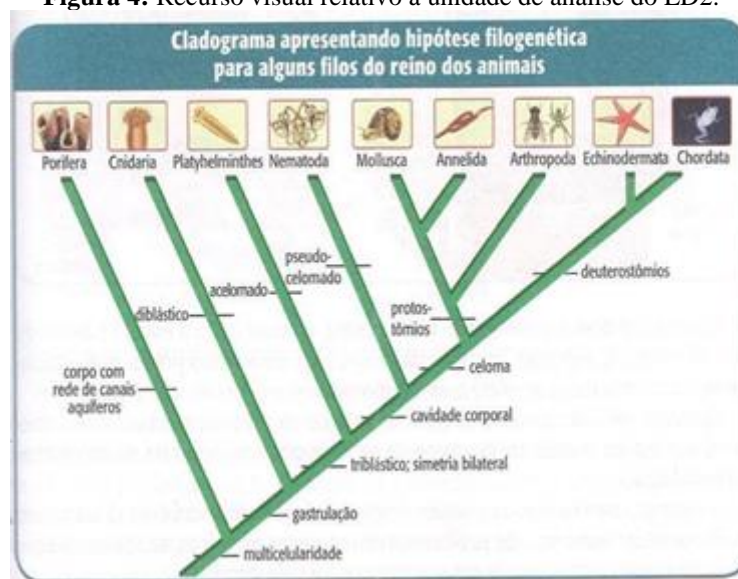 Figura 4: Recurso visual relativo à unidade de análise do LD2.
Cladograma apresentando hipótese filogenética
para alguns filos do reino dos animais
Porifera Cnidaria Platyhelminthes Nematoda Mollusca Annelida Arthropoda Echinodermata Chordata
pseudo-
celomado
acelomado
diblástico
deuterostômios
protos-
tômios
corpo com
rede de canais
aquíferos
celoma
cavidade corporal
triblástico; simetria bilateral
gastrulação
multicelularidade